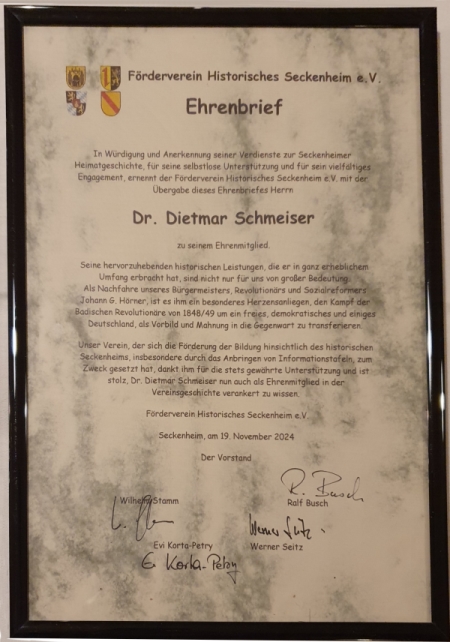 Förderverein Historisches Seckenheim e.V.
Ehrenbrief
In Würdigung und Anerkennung seiner Verdienste zur Seckenheimer
Heimatgeschichte, für seine selbstlose Unterstützung und für sein vielfältiges
Engagement, ernennt der Förderverein Historisches Seckenheim e.V. mit der
Übergabe dieses Ehrenbriefes Herrn
Dr. Dietmar Schmeiser
zu seinem Ehrenmitglied.
Seine hervorzuhebenden historischen Leistungen, die er in ganz erheblichem
Umfang erbracht hat, sind nicht nur für uns von großer Bedeutung.
Als Nachfahre unseres Bürgermeisters, Revolutionärs und Sozialreformers
Johann G. Hörner, ist es ihm ein besonderes Herzensanliegen, den Kampf der
Badischen Revolutionäre von 1848/49 um ein freies, demokratisches und einiges
Deutschland, als Vorbild und Mahnung in die Gegenwart zu transferieren.
Unser Verein, der sich die Förderung der Bildung hinsichtlich des historischen
Seckenheims, insbesondere durch das Anbringen von Informationstafeln, zum
Zweck gesetzt hat, dankt ihm für die stets gewährte Unterstützung und ist
stolz, Dr. Dietmar Schmeiser nun auch als Ehrenmitglied in der
Vereinsgeschichte verankert zu wissen.
Förderverein Historisches Seckenheim e.V.
Seckenheim, am 19. November 2024
Der Vorstand
R. Busch
Wilhelm Stamm
Ralf Busch
Werner Seitz
Evi Korta-Petry
Werner Seitz
Evi Korta-Petry